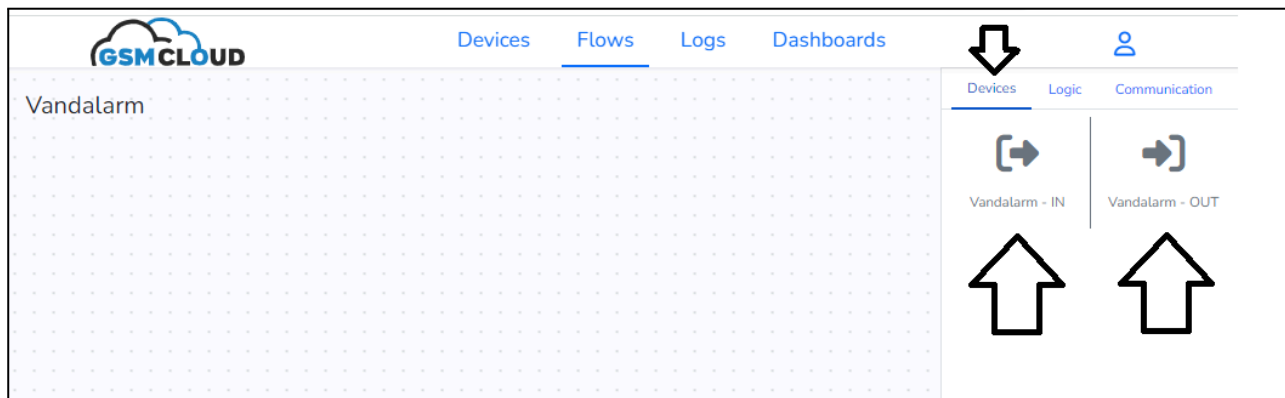 GSMCLOUD
Devices Flows Logs Dashboards
Vandalarm
Devices Logic Communication
Vandalarm - IN Vandalarm - OUT